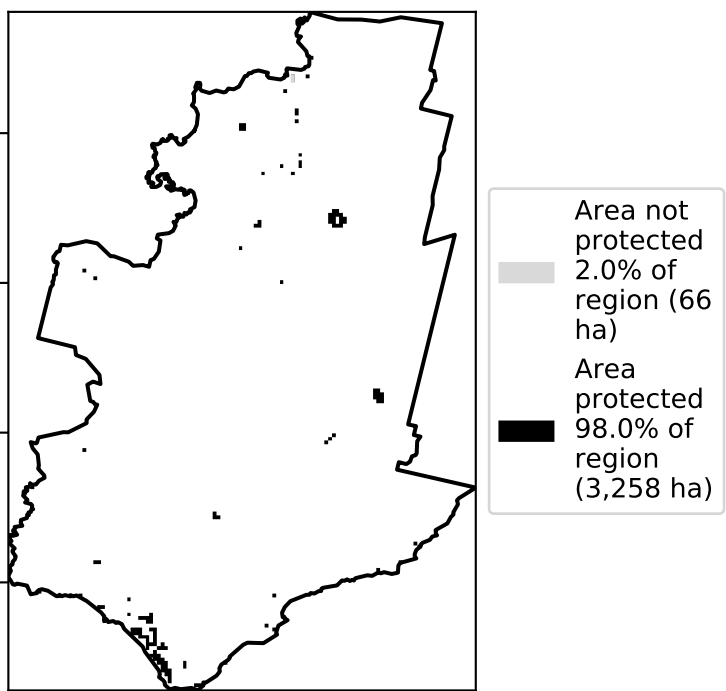 Area not
protected
2.0% of
region (66
ha)
Area
protected
98.0% of
region
(3,258 ha)